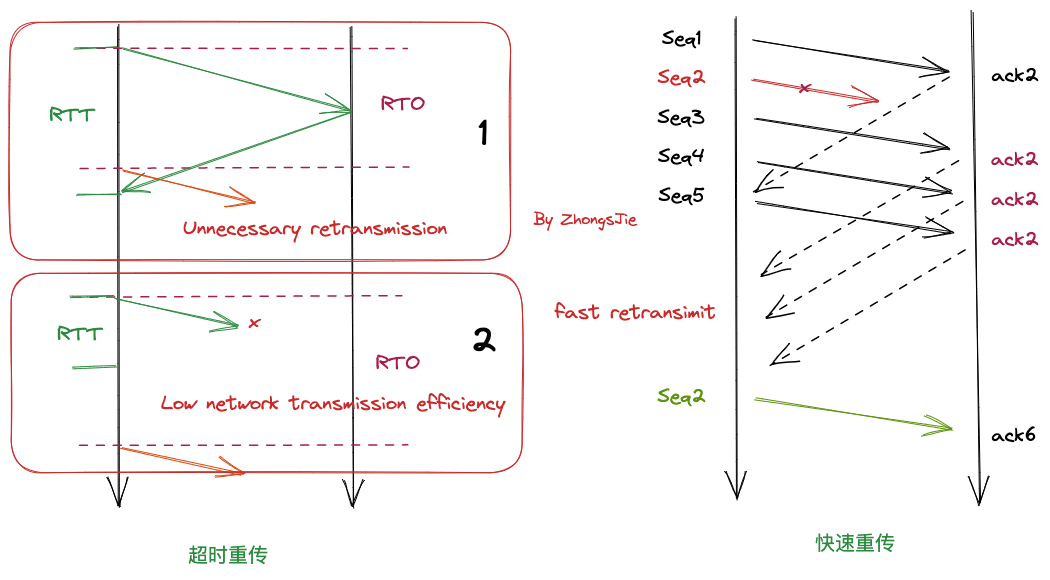 RTT
RTO
1
Unnecessary retransmission
RTT
2
RTO
Low network transmission efficiency
超时重传
By ZhongsJie
Seq1
ack2
Seq2
x
Seq3
Seq4
ack2
Seq5
ack2
ack2
fast retransimit
Seq2
ack6
快速重传